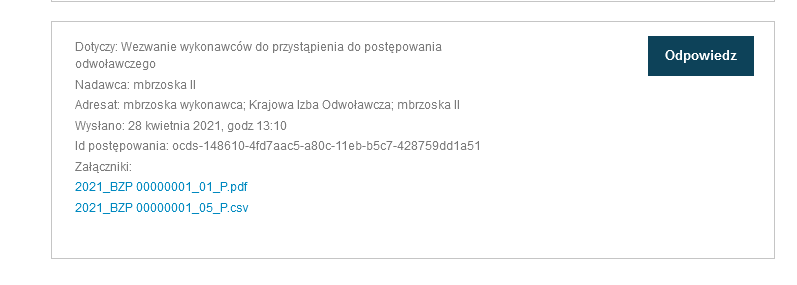 Dotyczy: Wezwanie wykonawców do przystąpienia do postępowania
odwoławczego
Odpowiedz
Nadawca: mbrzoska II
Adresat: mbrzoska wykonawca; Krajowa Izba Odwoławcza; mbrzoska II
Wysłano: 28 kwietnia 2021, godz 13:10
Id postępowania: ocds-148610-4fd7aac5-a80c-11eb-b5c7-428759dd1a51
Załączniki:
2021_BZP 00000001_01_P.pdf
2021_BZP 00000001_05_P.csv